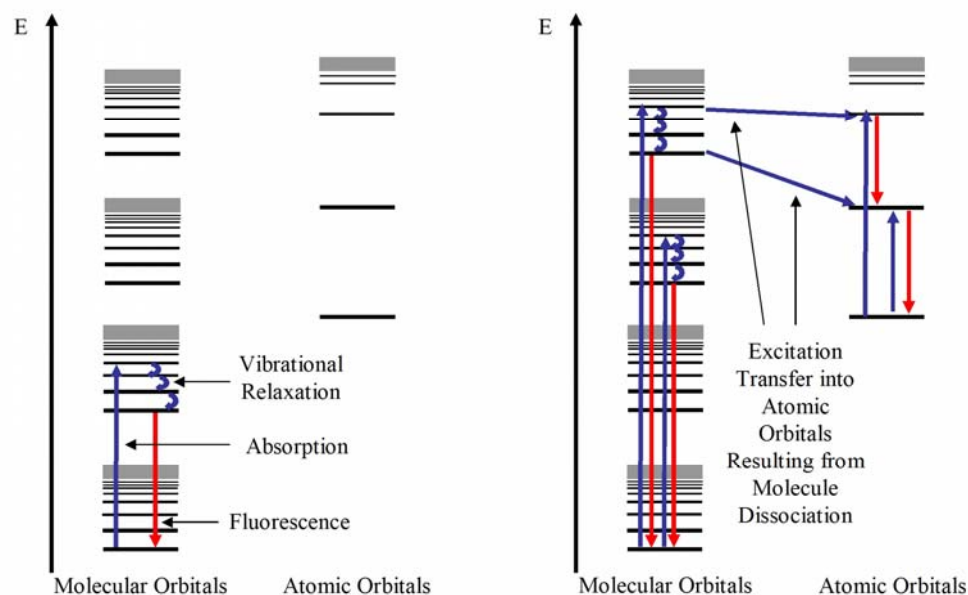 E
Vibrational
Relaxation
Absorption
Fluorescence
Molecular Orbitals
Atomic Orbitals
E
Excitation
Transfer into
Atomic
Orbitals
Resulting from
Molecule
Dissociation
Molecular Orbitals
Atomic Orbitals